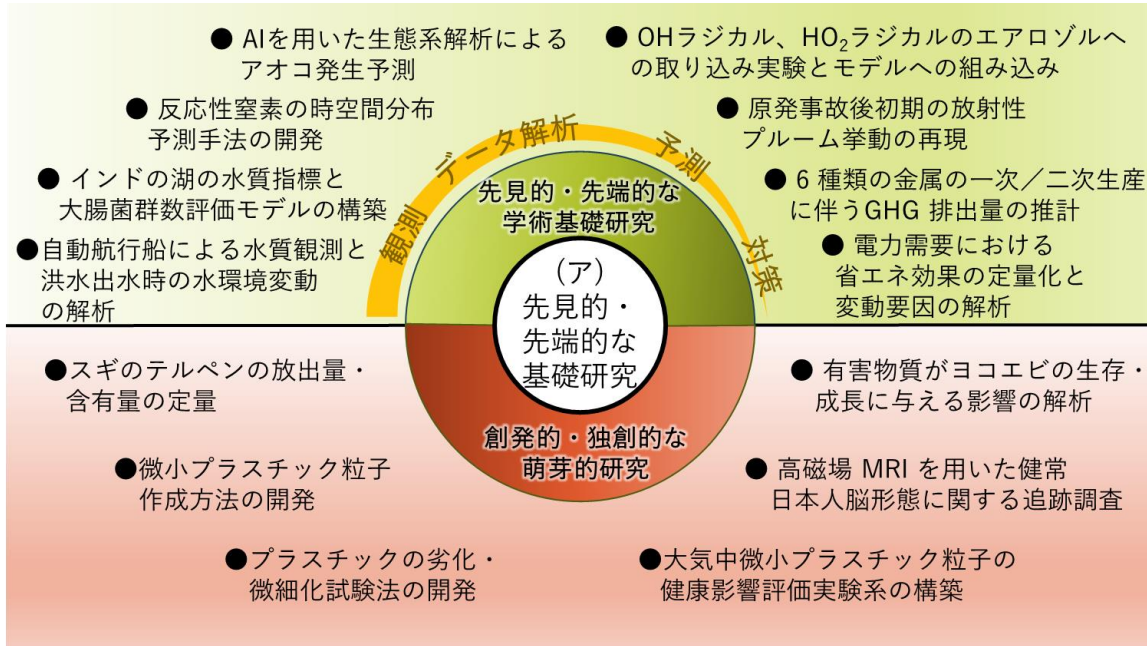 ● AIを用いた生態系解析による
アオコ発生予測
● 反応性窒素の時空間分布
予測手法の開発
● インドの湖の水質指標と
大腸菌群数評価モデルの構築
●自動航行船による水質観測と
洪水出水時の水環境変動
の解析
● OHラジカル、HO₂ラジカルのエアロゾルへ
の取り込み実験とモデルへの組み込み
● 原発事故後初期の放射性
プルーム挙動の再現
● 6 種類の金属の一次／二次生産
に伴うGHG 排出量の推計
● 電力需要における
省エネ効果の定量化と
変動要因の解析
観測
データ解析
予測
対策
先見的・先端的な
学術基礎研究
（ア）
先見的・
先端的な
基礎研究
創発的・独創的な
萌芽的研究
●スギのテルペンの放出量・
含有量の定量
●微小プラスチック粒子
作成方法の開発
●プラスチックの劣化・
微細化試験法の開発
● 有害物質がヨコエビの生存・
成長に与える影響の解析
● 高磁場 MRI を用いた健常
日本人脳形態に関する追跡調査
●大気中微小プラスチック粒子の
健康影響評価実験系の構築